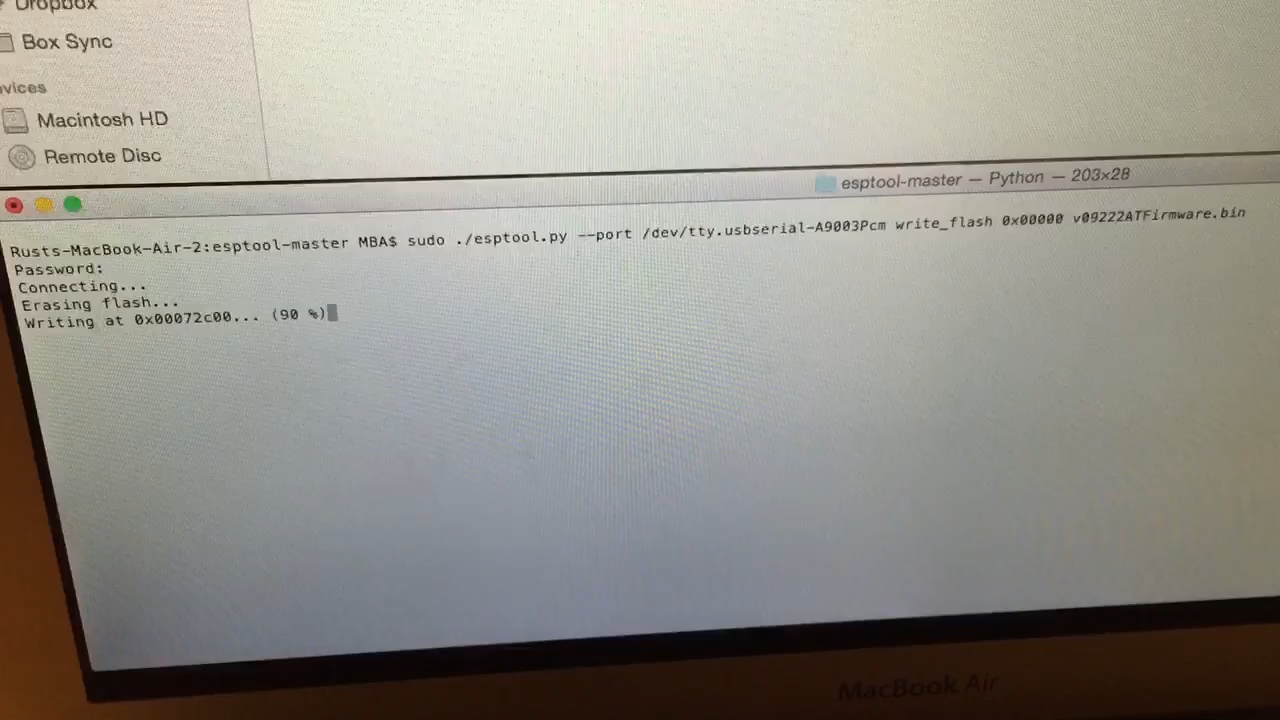 Dropbox
Box Sync
vices
Macintosh HD
Remote Disc
esptool-master — Python — 203×28
Rusts-MacBook-Air-2:esptool-master MBA$ sudo ./esptool.py --port /dev/tty.usbserial-A9003Pcm write_flash 0x00000 v09222ATFirmware.bin
Password:
Connecting...
Erasing flash...
Writing at 0x00072c00... (90 %)
MacBook Air